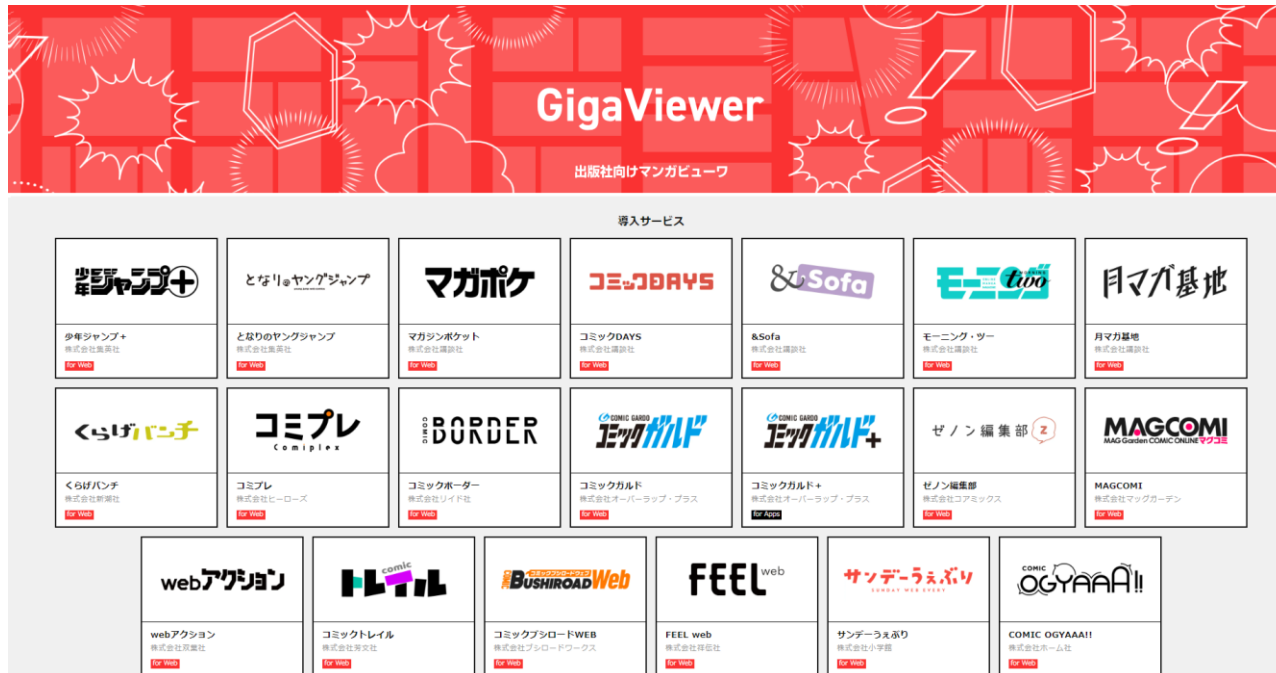 GigaViewer
出版社向けマンガビューワ
導入サービス
少年ジャンプ+
となりのヤングジャンプ
マガポケ
コミックDAYS
&Sofa
モーニング two
月マガ基地
少年ジャンプ+
株式会社集英社
for Web
となりのヤングジャンプ
株式会社集英社
for Web
マガジンポケット
株式会社講談社
for Web
コミックDAYS
株式会社講談社
for Web
&Sofa
株式会社講談社
for Web
モーニング・ツー
株式会社講談社
for Web
月マガ基地
株式会社講談社
for Web
くらげバンチ
コミプレ
Comiplex
COMIC BORDER
COMIC GARDO
コミックガルド
COMIC GARDO
コミックガルド+
ゼノン編集部 Z
MAGCOMI
MAG Garden COMIC ONLINE マグコミ
くらげバンチ
株式会社新潮社
for Web
コミプレ
株式会社ヒーローズ
for Web
コミックボーダー
株式会社リイド社
for Web
コミックガルド
株式会社オーバーラップ・プラス
for Web
コミックガルド+
株式会社オーバーラップ・プラス
for Apps
ゼノン編集部
株式会社コアミックス
for Web
MAGCOMI
株式会社マッグガーデン
for Web
webアクション
comic
トレイル
コミックブシロードウェブ
COMIC BUSHIROAD Web
FEEL web
サンデーうぇぶり
SUNDAY WEB EVERY
COMIC
OGYAAA!!
webアクション
株式会社双葉社
for Web
コミックトレイル
株式会社芳文社
for Web
コミックブシロードWEB
株式会社ブシロードワークス
for Web
FEEL web
株式会社祥伝社
for Web
サンデーうぇぶり
株式会社小学館
for Web
COMIC OGYAAA!!
株式会社ホーム社
for Web